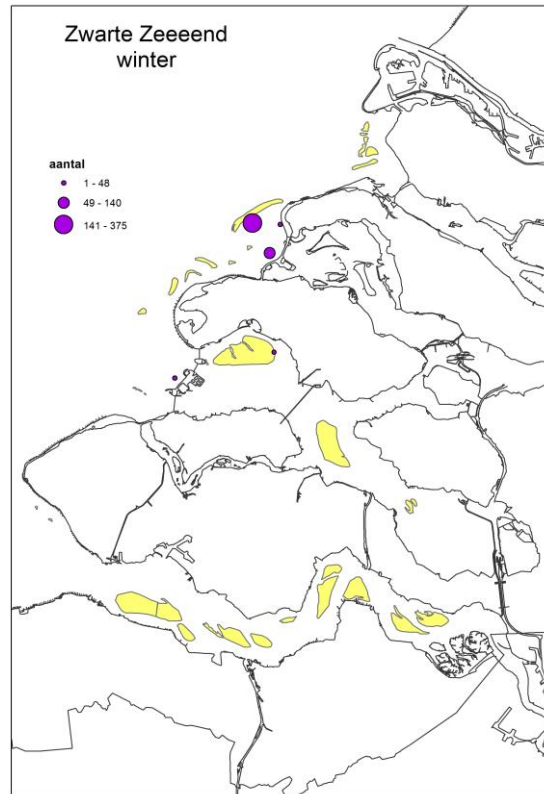 Zwarte Zeeeend
winter
aantal
1 - 48
49 - 140
141 - 375